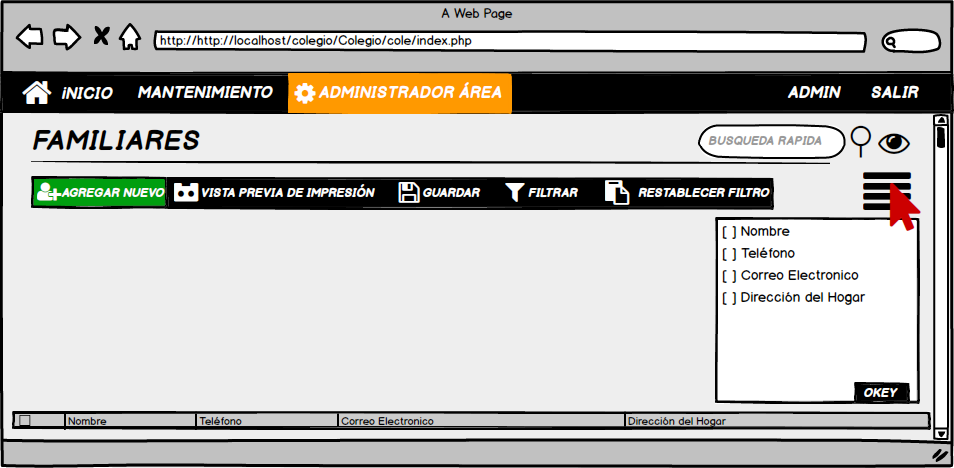 A Web Page
http://http://localhost/colegio/Colegio/cole/index.php
iNICIO MANTENIMIENTO ADMINISTRADOR ÁREA ADMIN SALIR
FAMILIARES
BUSQUEDA RAPIDA
AGREGAR NUEVO VISTA PREVIA DE IMPRESIÓN GUARDAR FILTRAR RESTABLECER FILTRO
[ ] Nombre
[ ] Teléfono
[ ] Correo Electronico
[ ] Dirección del Hogar
OKEY
Nombre Teléfono Correo Electronico Dirección del Hogar